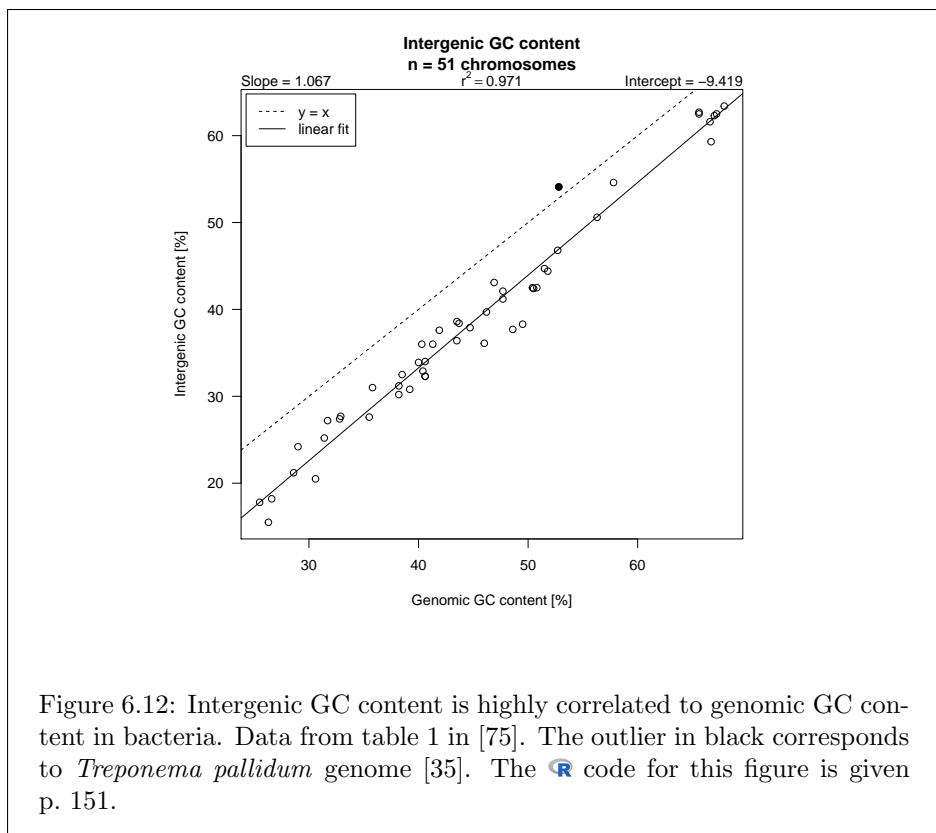 Intergenic GC content
n = 51 chromosomes
Slope = 1.067 r² = 0.971 Intercept = −9.419
y = x
linear fit
60
50
40
30
20
Intergenic GC content [%]
30 40 50 60
Genomic GC content [%]
Figure 6.12: Intergenic GC content is highly correlated to genomic GC con-
tent in bacteria. Data from table 1 in [75]. The outlier in black corresponds
to Treponema pallidum genome [35]. The R code for this figure is given
p. 151.